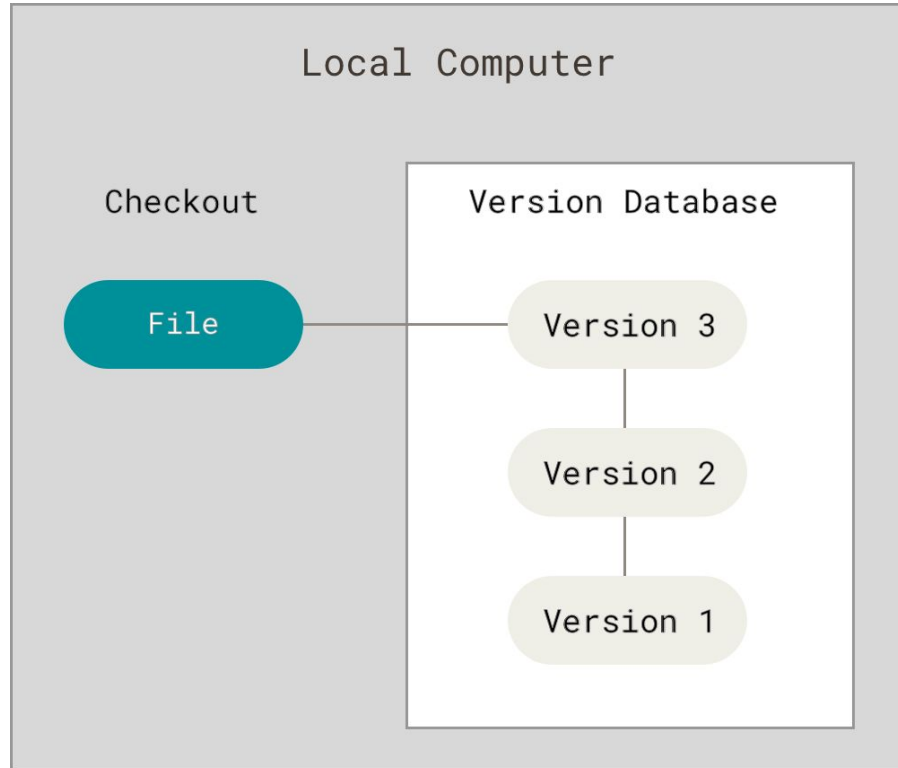 Local Computer
Checkout
Version Database
File
Version 3
Version 2
Version 1